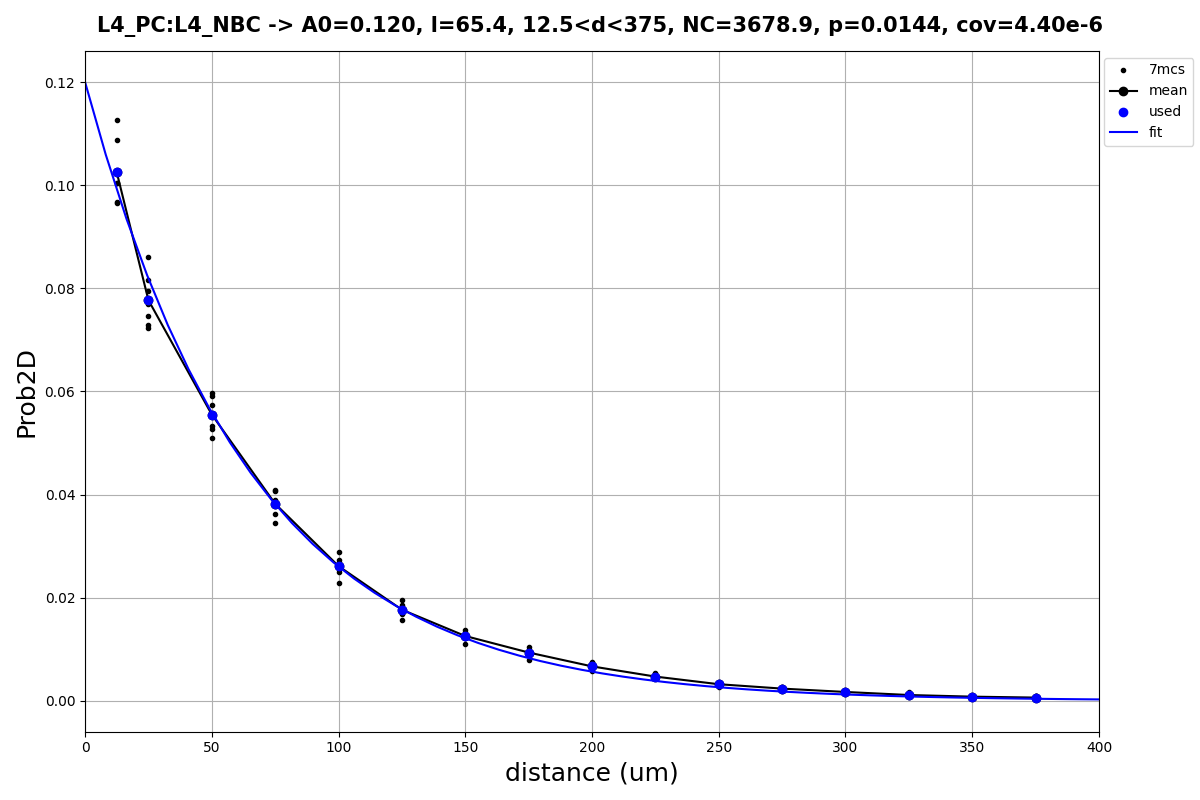 L4_PC:L4_NBC -> A0=0.120, l=65.4, 12.5<d<375, NC=3678.9, p=0.0144, cov=4.40e-6
7mcs
mean
used
fit
Prob2D
0.12
0.10
0.08
0.06
0.04
0.02
0.00
0 50 100 150 200 250 300 350 400
distance (um)